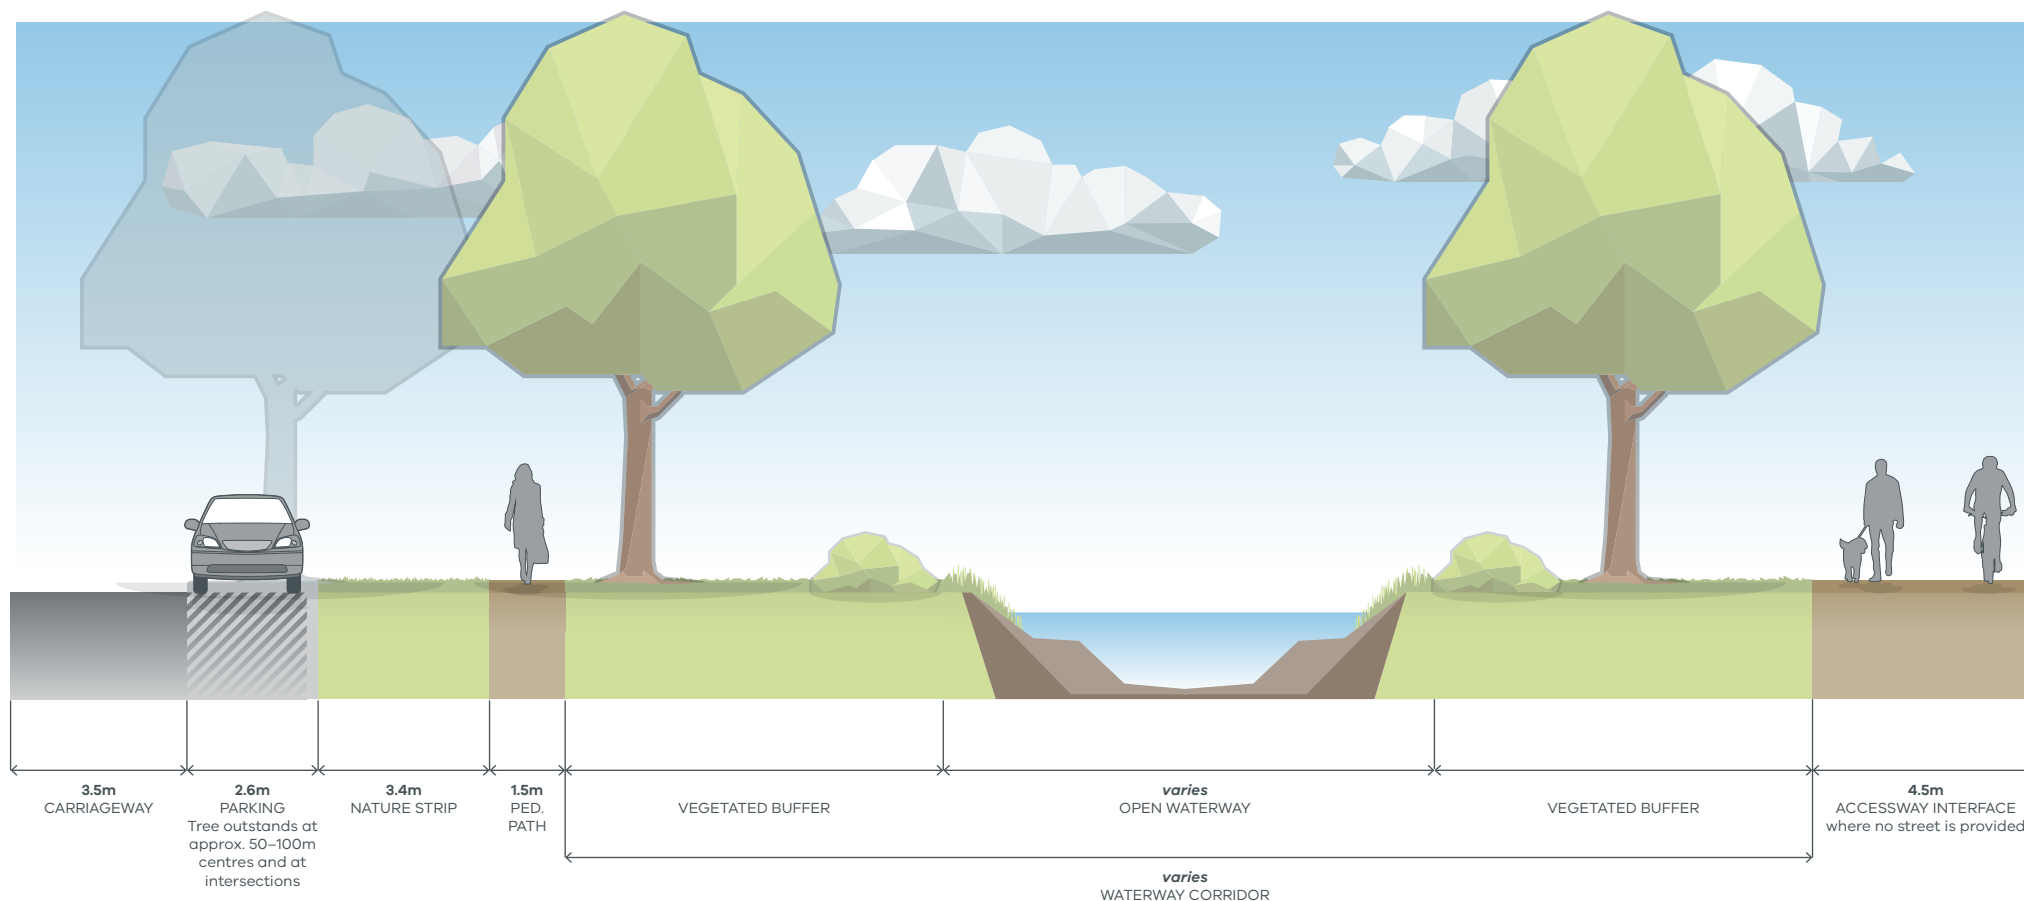 3.5m
CARRIAGEWAY
2.6m
PARKING
Tree outstands at
approx. 50–100m
centres and at
intersections
3.4m
NATURE STRIP
1.5m
PED.
PATH
VEGETATED BUFFER
varies
OPEN WATERWAY
VEGETATED BUFFER
4.5m
ACCESSWAY INTERFACE
where no street is provided
varies
WATERWAY CORRIDOR